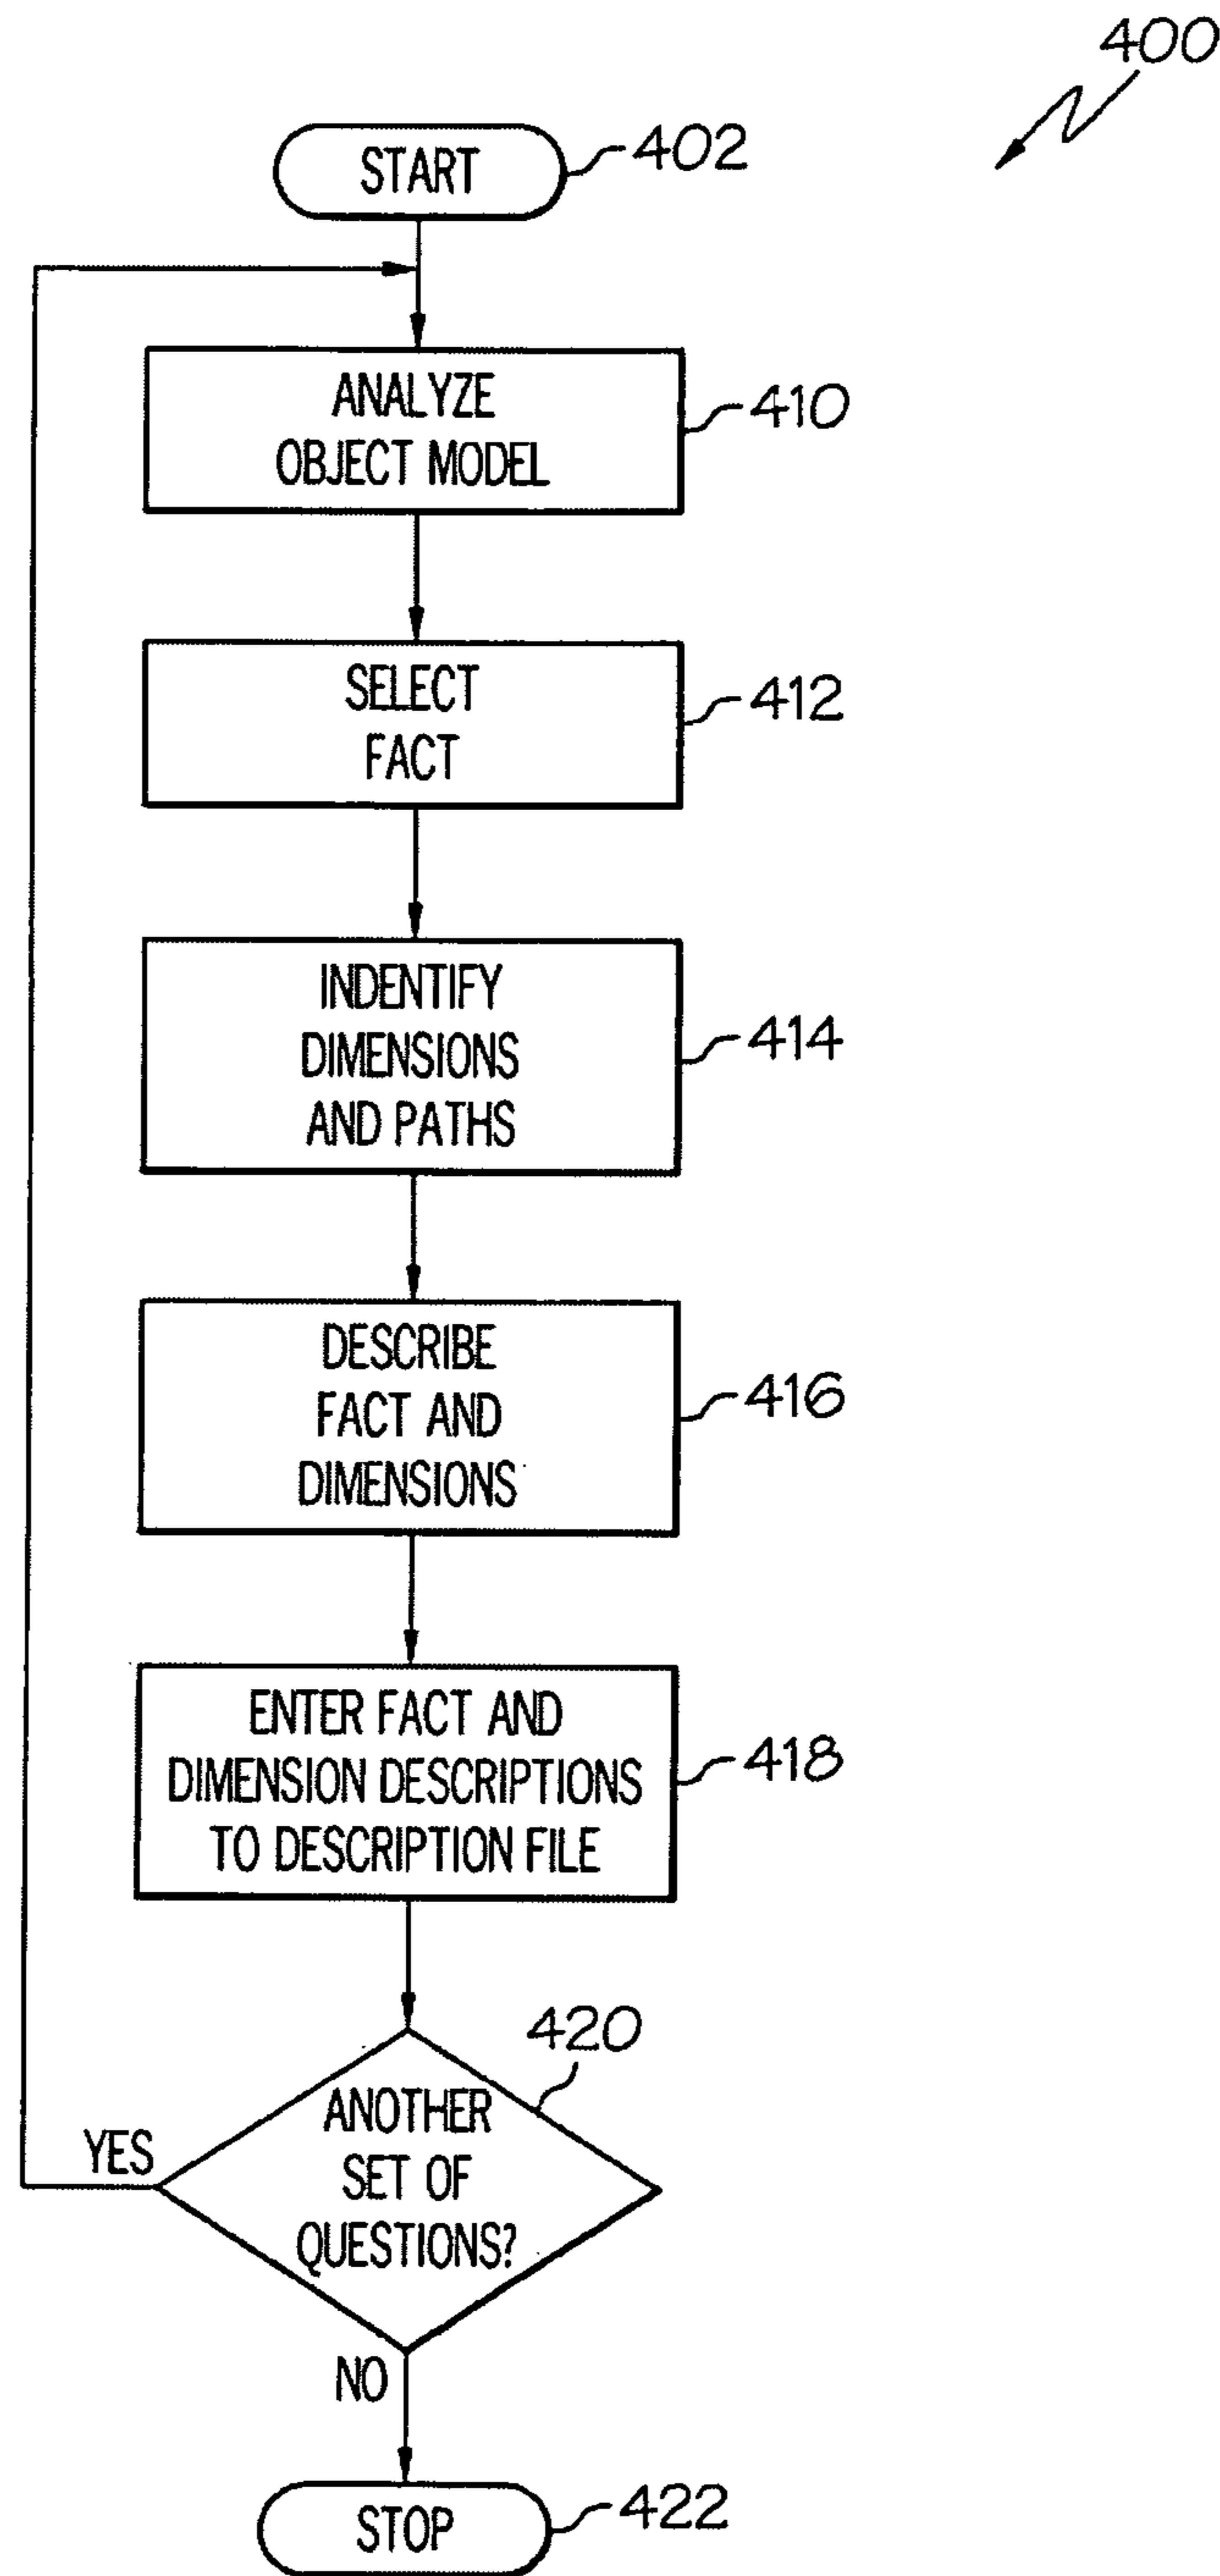 400
START
402
ANALYZE
OBJECT MODEL
410
SELECT
FACT
412
INDENTIFY
DIMENSIONS
AND PATHS
414
DESCRIBE
FACT AND
DIMENSIONS
416
ENTER FACT AND
DIMENSION DESCRIPTIONS
TO DESCRIPTION FILE
418
420
ANOTHER
SET OF
QUESTIONS?
YES
NO
STOP
422